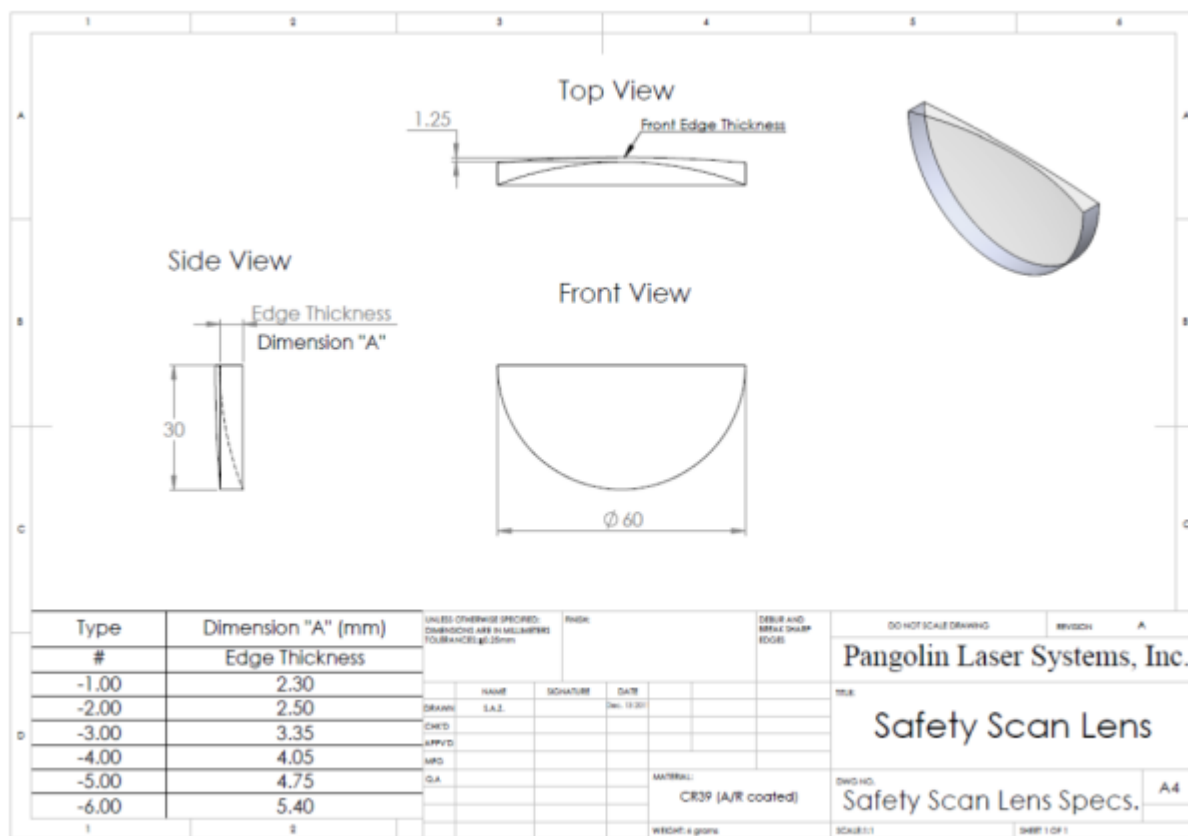 1 2 3 4 5 6
A A
B B
C C
D
Top View
1.25
Front Edge Thickness
Side View
Edge Thickness
Dimension "A"
30
Front View
Ø 60
Type Dimension "A" (mm)
# Edge Thickness
-1.00 2.30
-2.00 2.50
-3.00 3.35
-4.00 4.05
-5.00 4.75
-6.00 5.40
UNLESS OTHERWISE SPECIFIED:
DIMENSIONS ARE IN MILLIMETERS
FINISH:
DEBUR AND
BREAK SHARP
EDGES
DO NOT SCALE DRAWING REVISION A
Pangolin Laser Systems, Inc.
NAME SIGNATURE DATE
DRAWN S.A.Z.
CHK'D
APPV'D
MFG
Q.A
TITLE:
Safety Scan Lens
MATERIAL:
CR39 (A/R coated)
DWG NO.
Safety Scan Lens Specs.
A4
WEIGHT: 6 grams
SCALE:1:1
SHEET 1 OF 1
1 2